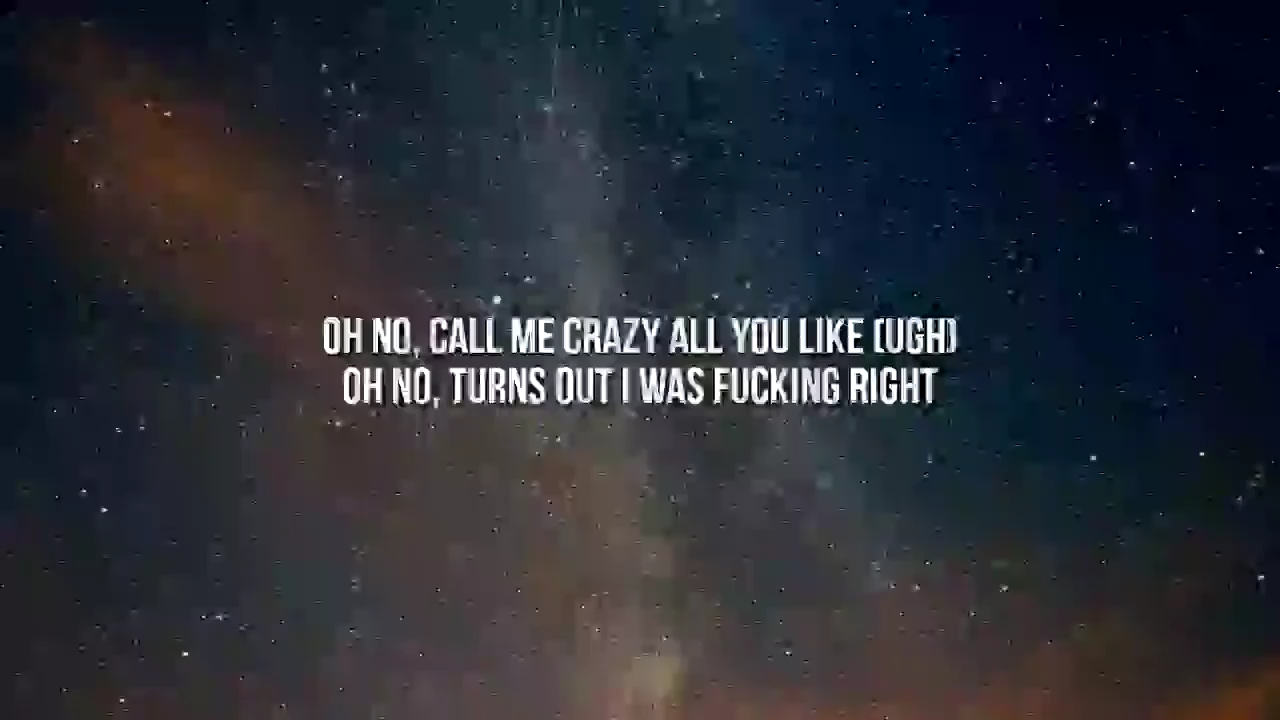 OH NO, CALL ME CRAZY ALL YOU LIKE (UGH)
OH NO, TURNS OUT I WAS FUCKING RIGHT